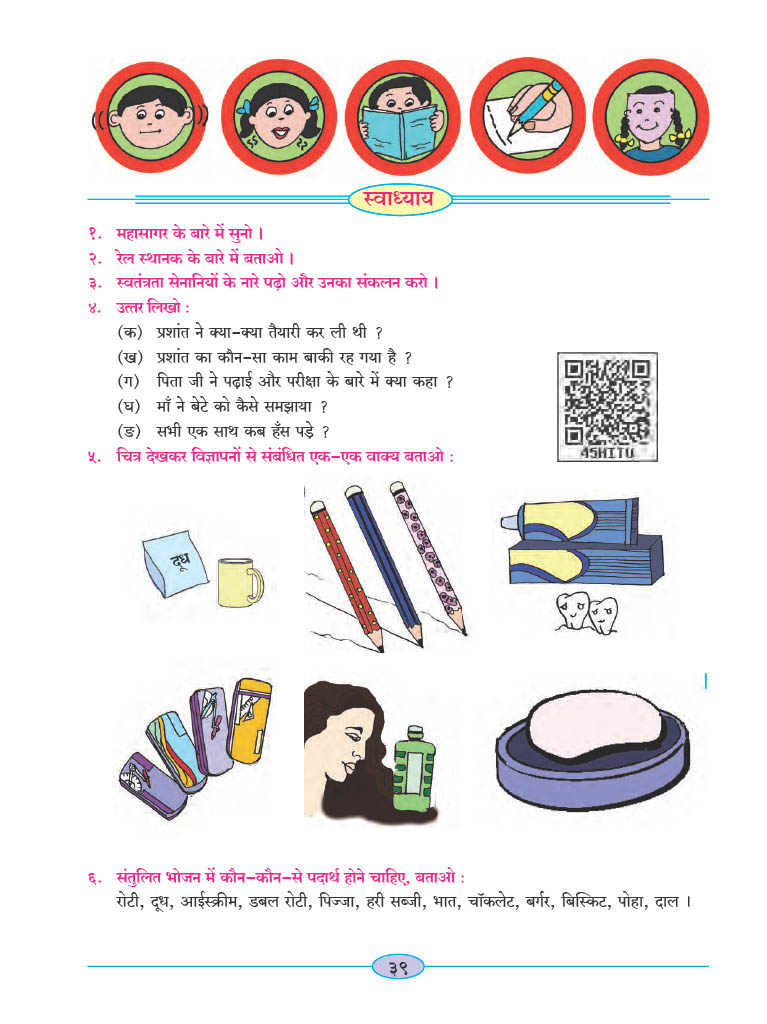 स्वाध्याय
१. महासागर के बारे में सुनो ।
२. रेल स्थानक के बारे में बताओ ।
३. स्वतंत्रता सेनानियों के नारे पढ़ो और उनका संकलन करो ।
४. उत्तर लिखो :
(क) प्रशांत ने क्या-क्या तैयारी कर ली थी ?
(ख) प्रशांत का कौन-सा काम बाकी रह गया है ?
(ग) पिता जी ने पढ़ाई और परीक्षा के बारे में क्या कहा ?
(घ) माँ ने बेटे को कैसे समझाया ?
(ङ) सभी एक साथ कब हँस पड़े ?
4SHITU
५. चित्र देखकर विज्ञापनों से संबंधित एक-एक वाक्य बताओ :
दूध
६. संतुलित भोजन में कौन-कौन-से पदार्थ होने चाहिए, बताओ :
रोटी, दूध, आईस्क्रीम, डबल रोटी, पिज्जा, हरी सब्जी, भात, चॉकलेट, बर्गर, बिस्किट, पोहा, दाल ।
३९